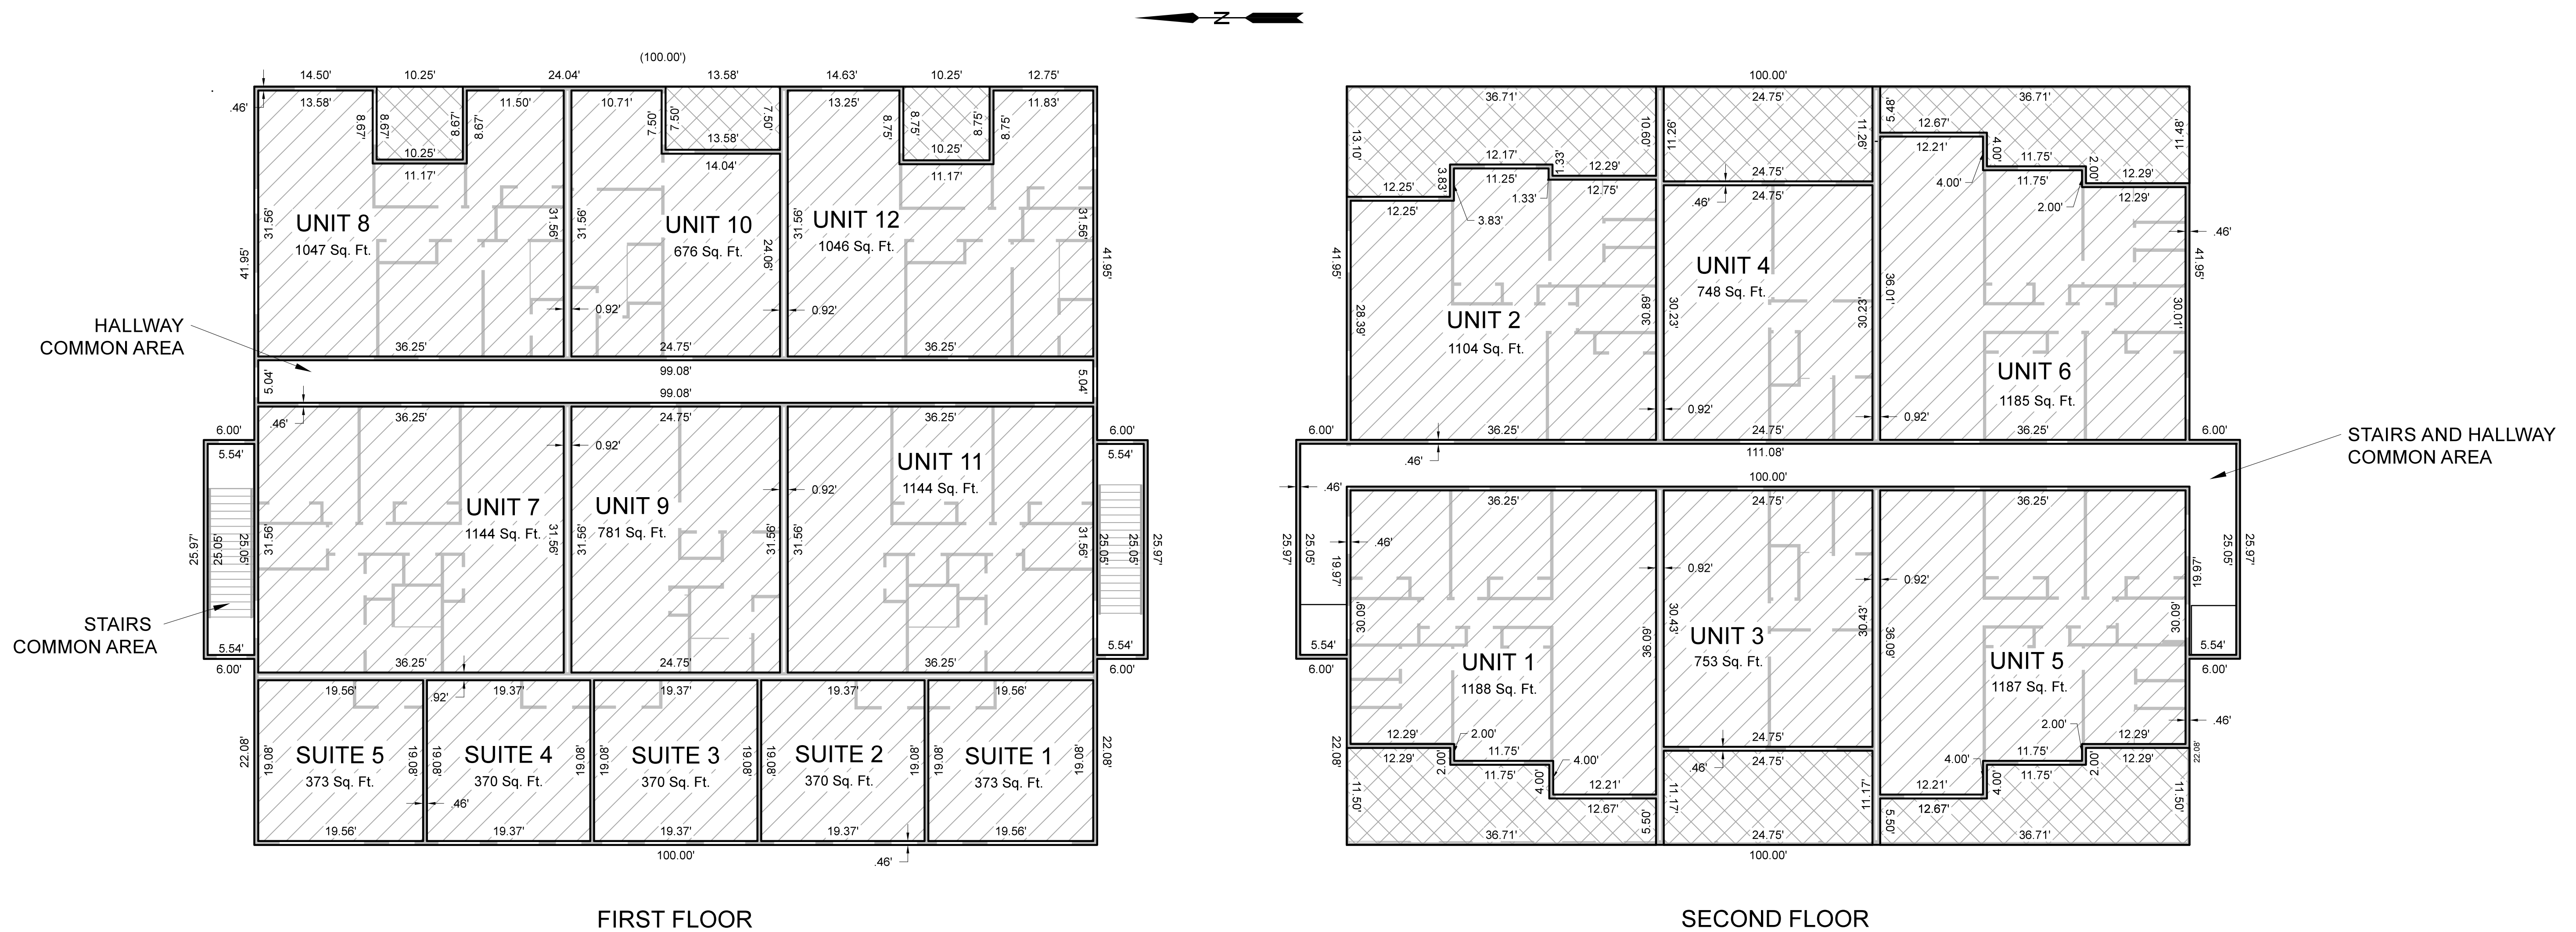 N
(100.00')
14.50' 10.25' 24.04' 13.58' 14.63' 10.25' 12.75'
.46' 13.58' 11.50' 10.71' 13.25' 11.83'
8.67' 8.67' 8.67' 8.67' 7.50' 7.50' 7.50' 8.75' 8.75' 8.75' 8.75'
10.25' 13.58' 10.25'
11.17' 14.04' 11.17'
UNIT 8
1047 Sq. Ft.
UNIT 10
676 Sq. Ft.
UNIT 12
1046 Sq. Ft.
31.56' 31.56' 31.56' 24.06' 31.56' 31.56'
41.95' 41.95'
0.92' 0.92'
HALLWAY
COMMON AREA
36.25' 24.75' 36.25'
5.04' 99.08' 5.04'
99.08'
.46' 36.25' 24.75' 36.25'
6.00' 6.00'
5.54' 0.92' 5.54'
UNIT 11
1144 Sq. Ft.
0.92'
UNIT 7
1144 Sq. Ft.
UNIT 9
781 Sq. Ft.
25.97' 25.05' 25.05' 31.56' 31.56' 31.56' 31.56' 31.56' 31.56' 25.05' 25.05' 25.97'
STAIRS
COMMON AREA
5.54' 5.54'
6.00' 36.25' 24.75' 36.25' 6.00'
19.56' .92' 19.37' 19.37' 19.37' 19.56'
SUITE 5
373 Sq. Ft.
SUITE 4
370 Sq. Ft.
SUITE 3
370 Sq. Ft.
SUITE 2
370 Sq. Ft.
SUITE 1
373 Sq. Ft.
22.08' 19.08' 19.08' 19.08' 19.08' 19.08' 19.08' 19.08' 19.08' 19.08' 22.08'
.46'
19.56' 19.37' 19.37' 19.37' 19.56'
100.00' .46'
FIRST FLOOR
100.00'
36.71' 24.75' 36.71'
13.10' 10.60' 11.26' 11.26' 5.48' 11.48'
12.67'
12.21' 4.00'
12.17' 1.33' 11.75' 2.00'
3.83' 11.25' 12.29' 24.75' 4.00' 11.75' 12.29'
12.25' 12.75' .46' 24.75' 12.29'
12.25' 3.83' 1.33' 2.00'
.46'
41.95' 41.95'
UNIT 4
748 Sq. Ft.
UNIT 2
1104 Sq. Ft.
UNIT 6
1185 Sq. Ft.
28.39' 30.89' 30.23' 30.23' 36.01' 30.01'
0.92' 0.92'
6.00' 36.25' 24.75' 36.25' 6.00'
.46' 111.08'
STAIRS AND HALLWAY
COMMON AREA
.46' 100.00'
36.25' 24.75' 36.25'
25.97' 25.05' 19.97' .46' 0.92' 0.92' 19.97' 25.05' 25.97'
30.09' 36.09' 30.43' 30.43' 36.09' 30.09'
5.54' 5.54'
6.00' 6.00'
UNIT 1
1188 Sq. Ft.
UNIT 3
753 Sq. Ft.
UNIT 5
1187 Sq. Ft.
12.29' 2.00' 24.75' 2.00' 12.29' .46'
22.08' 12.29' 2.00' 11.75' 4.00' .46' 24.75' 4.00' 11.75' 2.00' 12.29' 22.08'
11.75' 4.00' 12.21' 12.21' 4.00' 11.75'
11.50' 12.67' 5.50' 11.17' 11.17' 5.50' 12.67' 11.50'
36.71' 24.75' 36.71'
100.00'
SECOND FLOOR